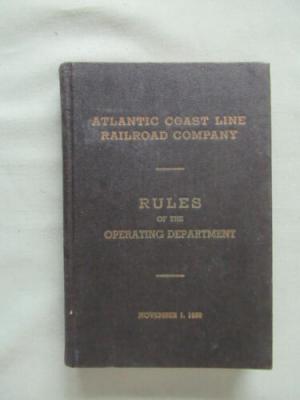 ATLANTIC COAST LINE
RAILROAD COMPANY
RULES
OF THE
OPERATING DEPARTMENT
NOVEMBER 1,